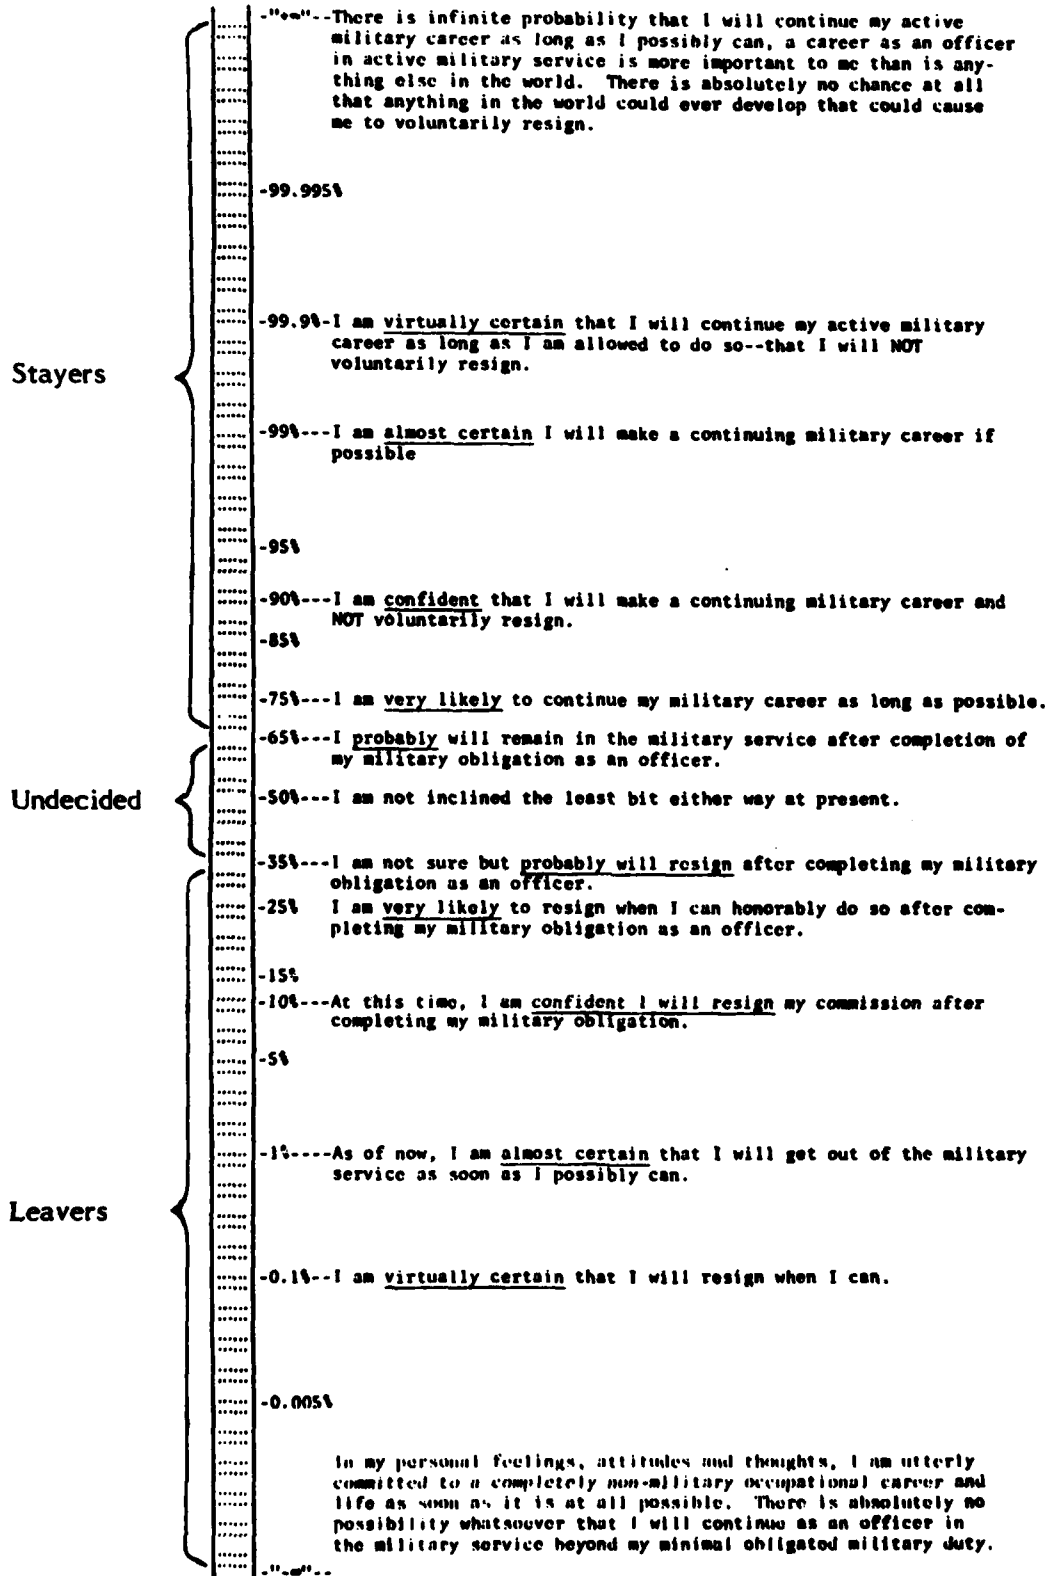 -"+∞"--There is infinite probability that I will continue my active
military career as long as I possibly can, a career as an officer
in active military service is more important to me than is any-
thing else in the world. There is absolutely no chance at all
that anything in the world could ever develop that could cause
me to voluntarily resign.
-99.995%
-99.9%-I am virtually certain that I will continue my active military
career as long as I am allowed to do so--that I will NOT
voluntarily resign.
Stayers
-99%---I am almost certain I will make a continuing military career if
possible
-95%
-90%---I am confident that I will make a continuing military career and
NOT voluntarily resign.
-85%
-75%---I am very likely to continue my military career as long as possible.
-65%---I probably will remain in the military service after completion of
my military obligation as an officer.
Undecided
-50%---I am not inclined the least bit either way at present.
-35%---I am not sure but probably will resign after completing my military
obligation as an officer.
-25% I am very likely to resign when I can honorably do so after com-
pleting my military obligation as an officer.
-15%
-10%---At this time, I am confident I will resign my commission after
completing my military obligation.
-5%
-1%----As of now, I am almost certain that I will get out of the military
service as soon as I possibly can.
Leavers
-0.1%--I am virtually certain that I will resign when I can.
-0.005%
In my personal feelings, attitudes and thoughts, I am utterly
committed to a completely non-military occupational career and
life as soon as it is at all possible. There is absolutely no
possibility whatsoever that I will continue as an officer in
the military service beyond my minimal obligated military duty.
-"-∞"--